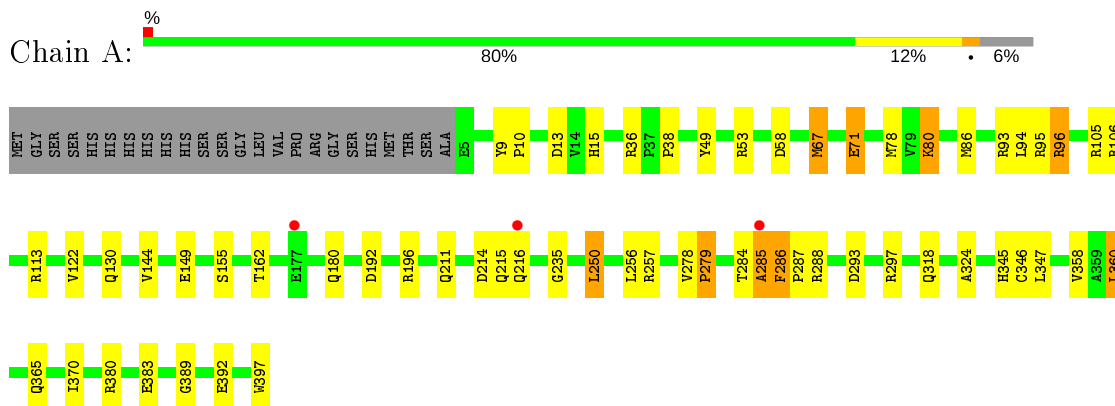 %
Chain A:
80% 12% • 6%
MET GLY SER SER HIS HIS HIS HIS HIS HIS SER SER GLY LEU VAL PRO ARG GLY SER HIS MET THR SER ALA E5 Y9 P10 D13 V14 H15 R36 P37 P38 Y49 R53 D58 M67 E71 M78 V79 K80 M86 R93 L94 R95 R96 R105 R106
R113 V122 Q130 V144 E149 S155 T162 E177 Q180 D192 R196 Q211 D214 Q215 Q216 G235 L250 L256 R257 V278 P279 T284 A285 F286 P287 R288 D293 R297 Q318 A324 H345 C346 L347 V358 A359 L360
Q365 I370 R380 E383 G389 E392 W397